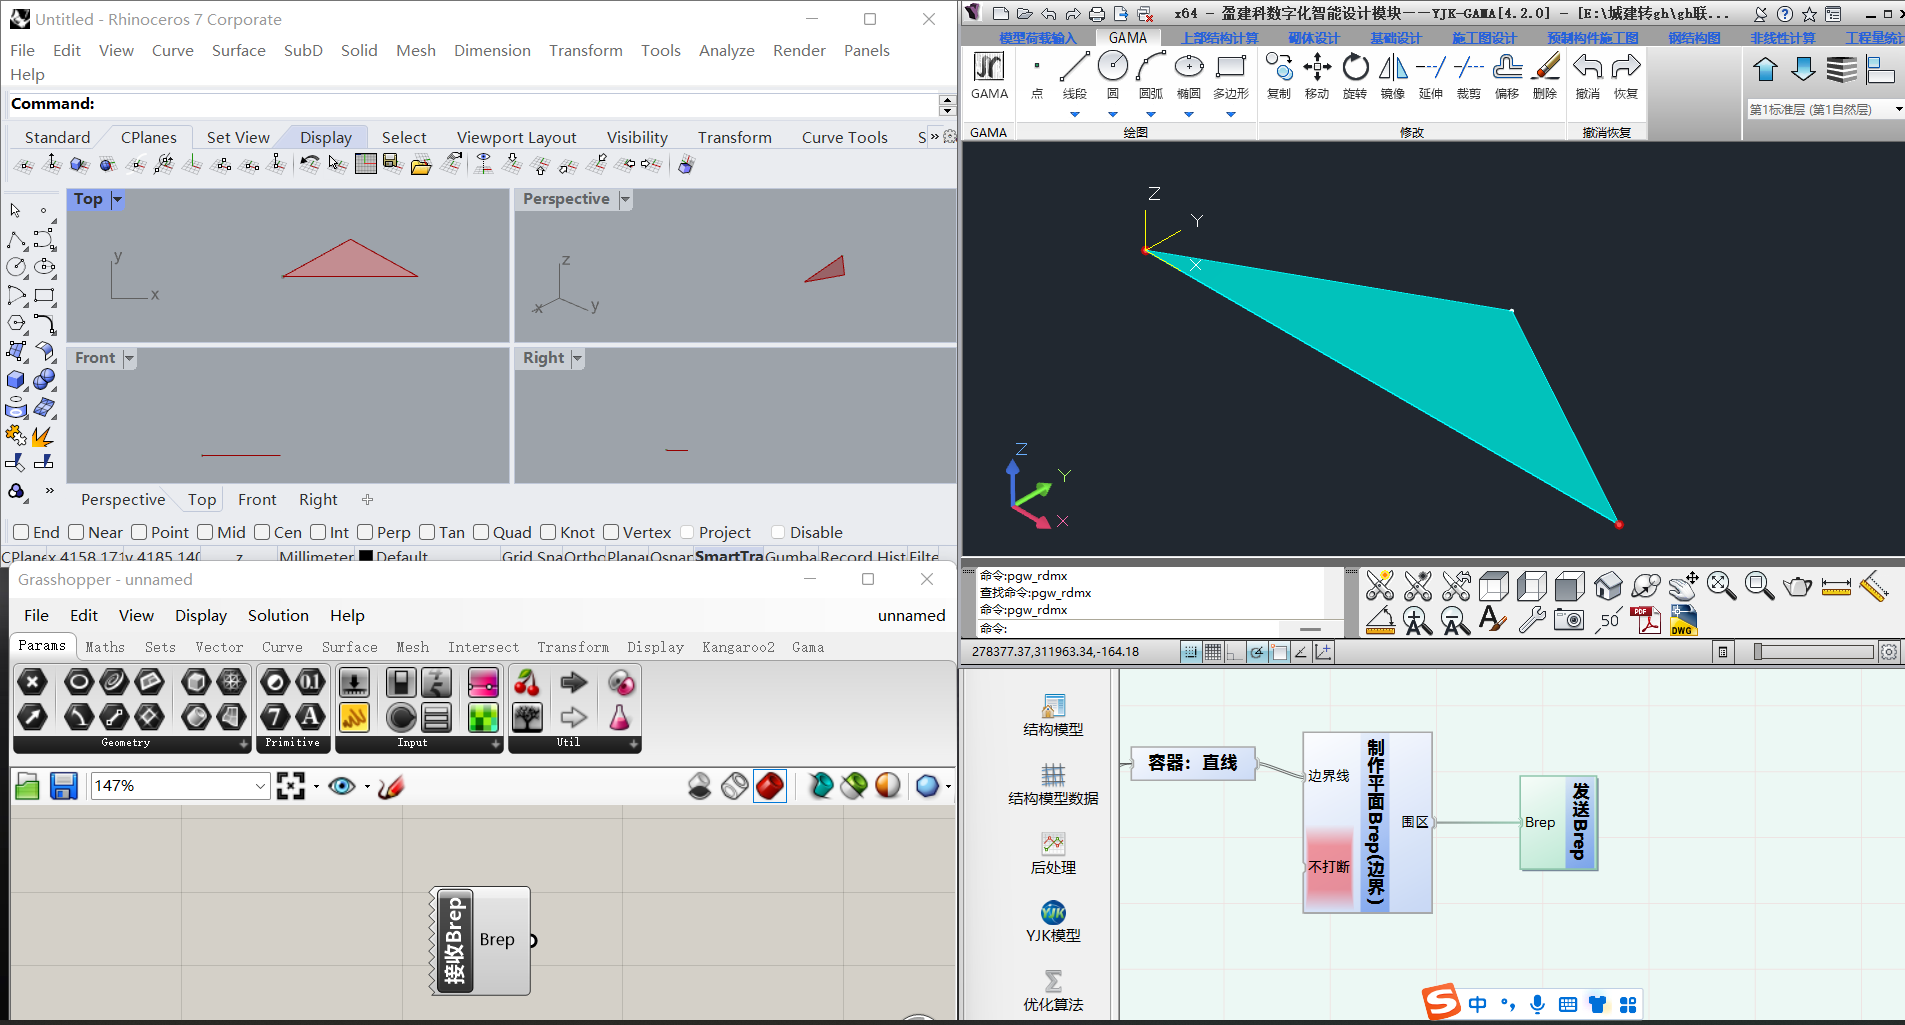 Untitled - Rhinoceros 7 Corporate
File Edit View Curve Surface SubD Solid Mesh Dimension Transform Tools Analyze Render Panels
Help
Command:
Standard CPlanes Set View Display Select Viewport Layout Visibility Transform Curve Tools S »
Top
Perspective
y
x
z
x
y
Front
Right
»
Perspective Top Front Right
End Near Point Mid Cen Int Perp Tan Quad Knot Vertex Project Disable
CPlane x 4158.171 y 4185.140 z Millimeter Default Grid Sna Ortho Plana Osnap SmartTra Gumba Record Hist Filte
Grasshopper - unnamed
File Edit View Display Solution Help
unnamed
Params Maths Sets Vector Curve Surface Mesh Intersect Transform Display Kangaroo2 Gama
Geometry Primitive Input Util
147%
接收Brep
Brep
x64 - 盈建科数字化智能设计模块——YJK-GAMA[4.2.0] - [E:\城建转gh\gh联...
模型荷载输入 GAMA 上部结构计算 砌体设计 基础设计 施工图设计 预制构件施工图 钢结构图 非线性计算 工程量统计
GAMA 点 线段 圆 圆弧 椭圆 多边形 复制 移动 旋转 镜像 延伸 裁剪 偏移 删除 撤消 恢复
第1标准层 (第1自然层)
GAMA 绘图 修改 撤消恢复
Z
Y
X
Z
Y
X
命令:pgw_rdmx
查找命令:pgw_rdmx
命令:pgw_rdmx
命令:
50
PDF
DWG
278377.37,311963.34,-164.18
结构模型
结构模型数据
后处理
YJK
YJK模型
优化算法
容器：直线
边界线
不打断
制作平面Brep(边界)
围区
Brep
发送Brep
中